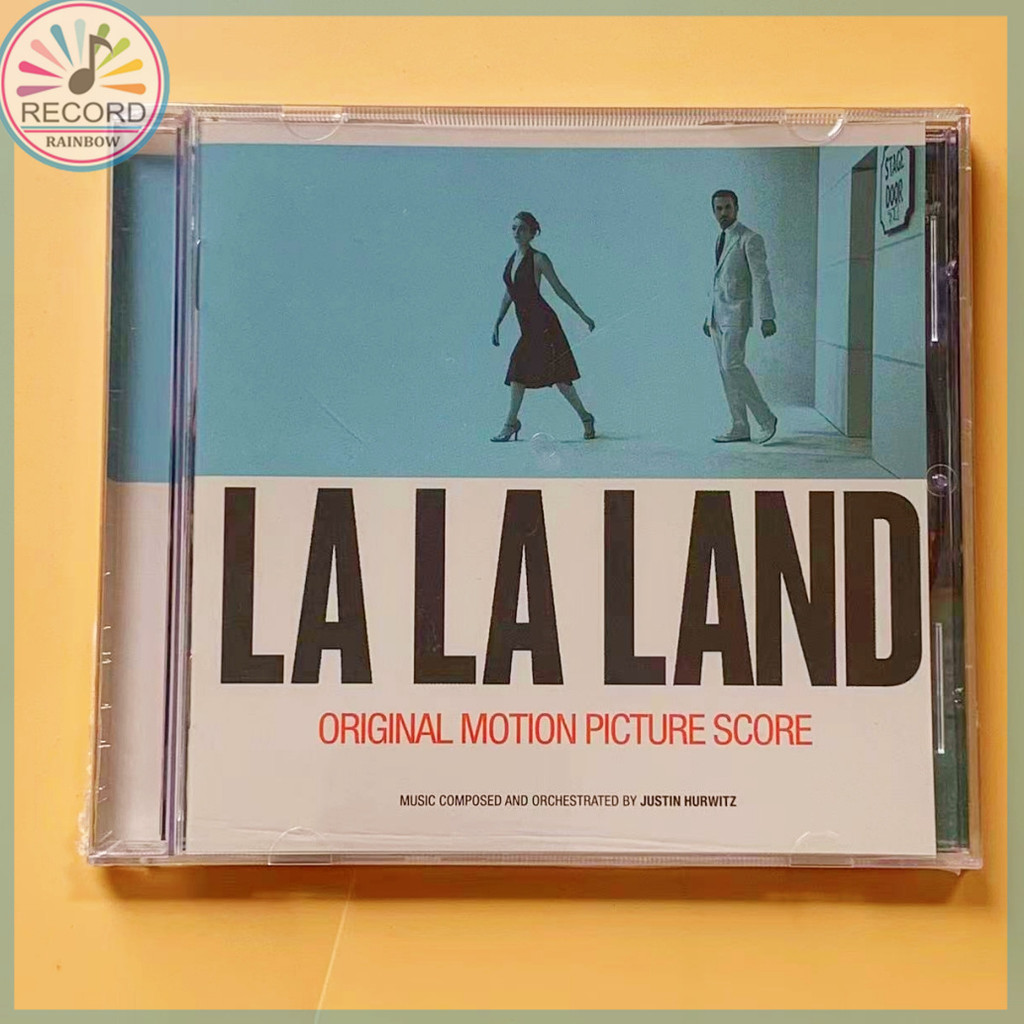 RECORD
RAINBOW
STAGE
DOOR
LA LA LAND
ORIGINAL MOTION PICTURE SCORE
MUSIC COMPOSED AND ORCHESTRATED BY JUSTIN HURWITZ